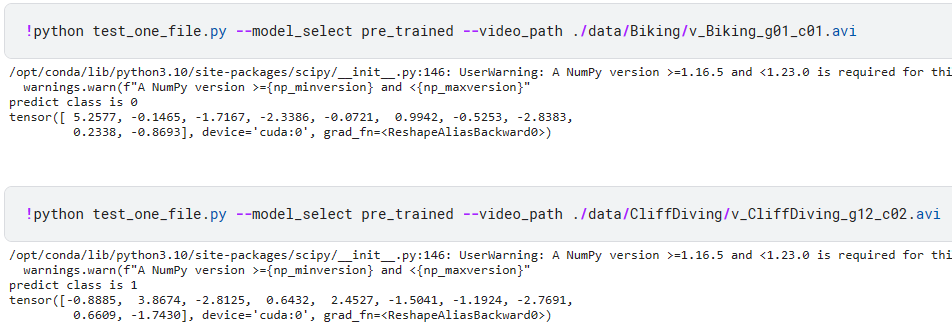 !python test_one_file.py --model_select pre_trained --video_path ./data/Biking/v_Biking_g01_c01.avi
/opt/conda/lib/python3.10/site-packages/scipy/__init__.py:146: UserWarning: A NumPy version >=1.16.5 and <1.23.0 is required for thi
  warnings.warn(f"A NumPy version >={np_minversion} and <{np_maxversion}"
predict class is 0
tensor([ 5.2577, -0.1465, -1.7167, -2.3386, -0.0721,  0.9942, -0.5253, -2.8383,
         0.2338, -0.8693], device='cuda:0', grad_fn=<ReshapeAliasBackward0>)
!python test_one_file.py --model_select pre_trained --video_path ./data/CliffDiving/v_CliffDiving_g12_c02.avi
/opt/conda/lib/python3.10/site-packages/scipy/__init__.py:146: UserWarning: A NumPy version >=1.16.5 and <1.23.0 is required for thi
  warnings.warn(f"A NumPy version >={np_minversion} and <{np_maxversion}"
predict class is 1
tensor([-0.8885,  3.8674, -2.8125,  0.6432,  2.4527, -1.5041, -1.1924, -2.7691,
         0.6609, -1.7430], device='cuda:0', grad_fn=<ReshapeAliasBackward0>)